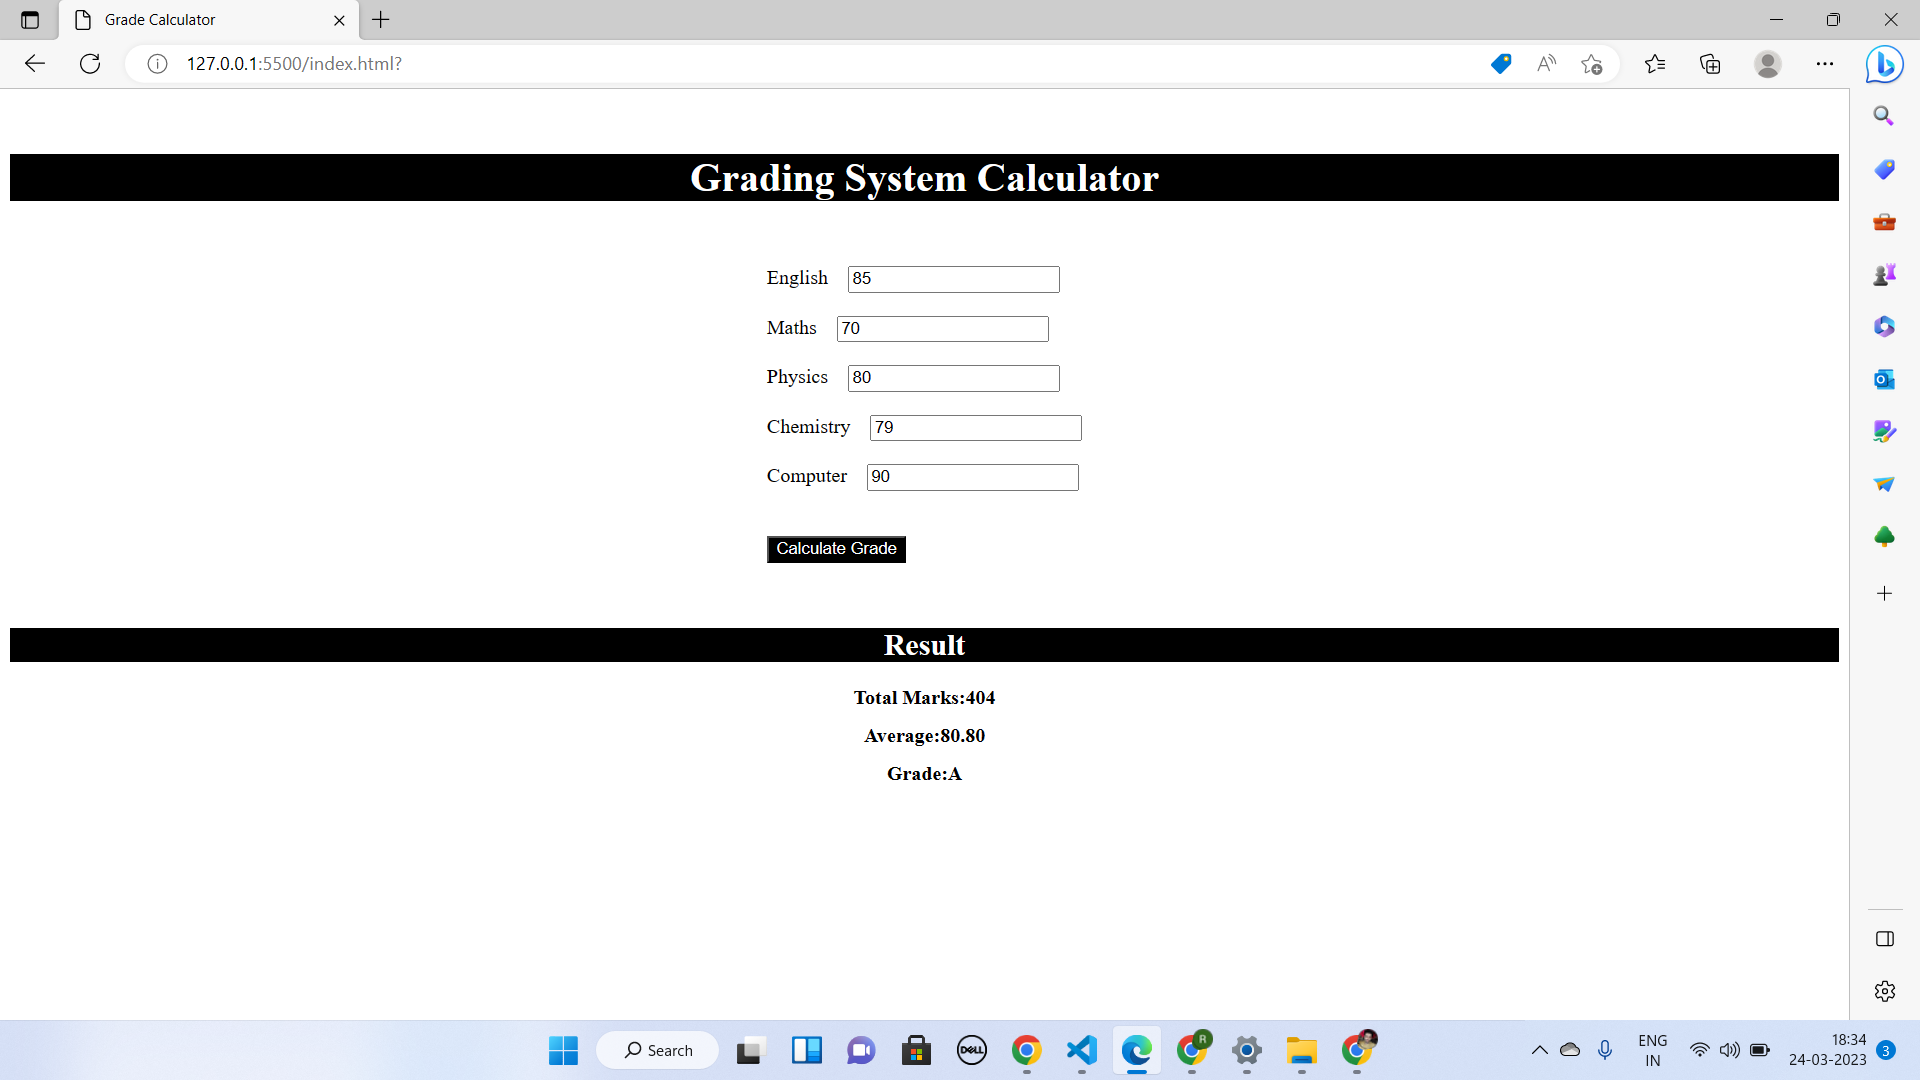 Grade Calculator
127.0.0.1:5500/index.html?
Grading System Calculator
English 85
Maths 70
Physics 80
Chemistry 79
Computer 90
Calculate Grade
Result
Total Marks:404
Average:80.80
Grade:A
Search
DELL
R
ENG
IN
18:34
24-03-2023
3